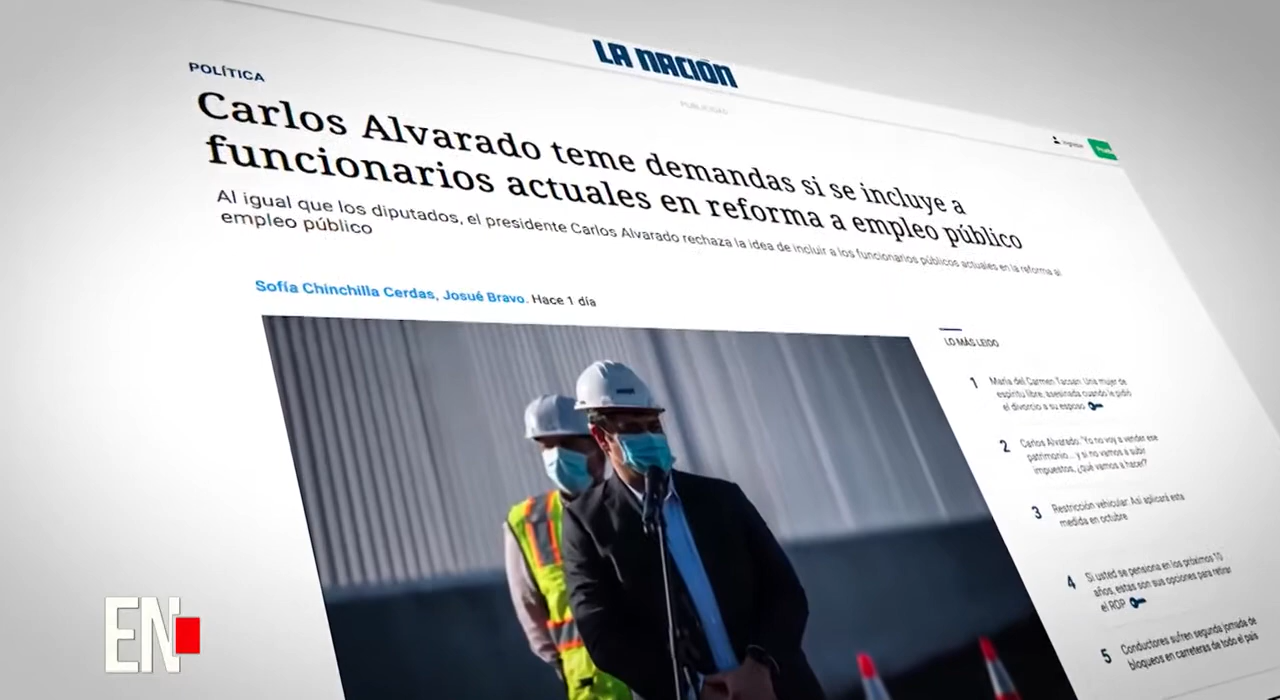 LA NACIÓN
POLÍTICA
PUBLICIDAD
Carlos Alvarado teme demandas si se incluye a
funcionarios actuales en reforma a empleo público
Al igual que los diputados, el presidente Carlos Alvarado rechaza la idea de incluir a los funcionarios públicos actuales en la reforma al
empleo público
Sofía Chinchilla Cerdas, Josué Bravo. Hace 1 día
LO MÁS LEIDO
1 María del Carmen Tacsan: Una mujer de
espíritu libre, asesinada cuando le pidió
el divorcio a su esposo
2 Carlos Alvarado: 'Yo no voy a vender ese
patrimonio... y si no vamos a subir
impuestos, ¿qué vamos a hacer?
3 Restricción vehicular: Así aplicará esta
medida en octubre
4 Si usted se pensiona en los próximos 10
años, estas son sus opciones para retirar
el ROP
5 Conductores sufren segunda jornada de
bloqueos en carreteras de todo el país
EN